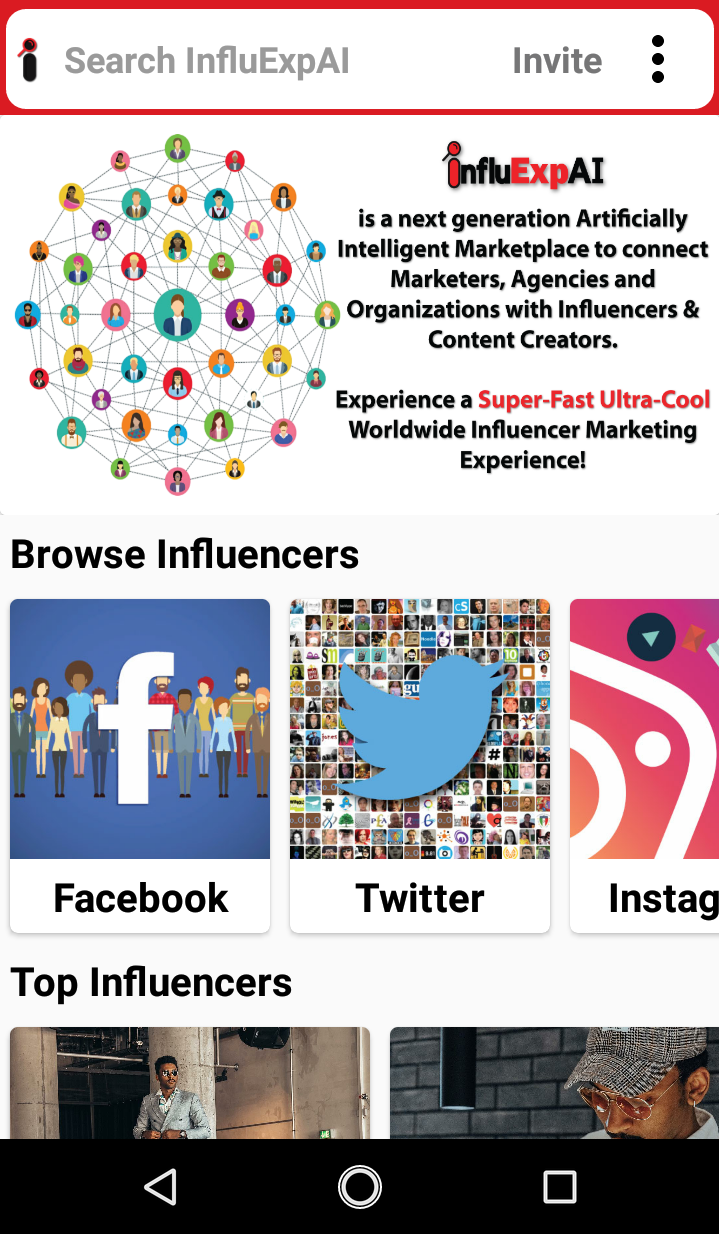 Search InfluExpAI Invite
influExpAI
is a next generation Artificially
Intelligent Marketplace to connect
Marketers, Agencies and
Organizations with Influencers &
Content Creators.
Experience a Super-Fast Ultra-Cool
Worldwide Influencer Marketing
Experience!
Browse Influencers
Facebook
Twitter
Instag
Top Influencers